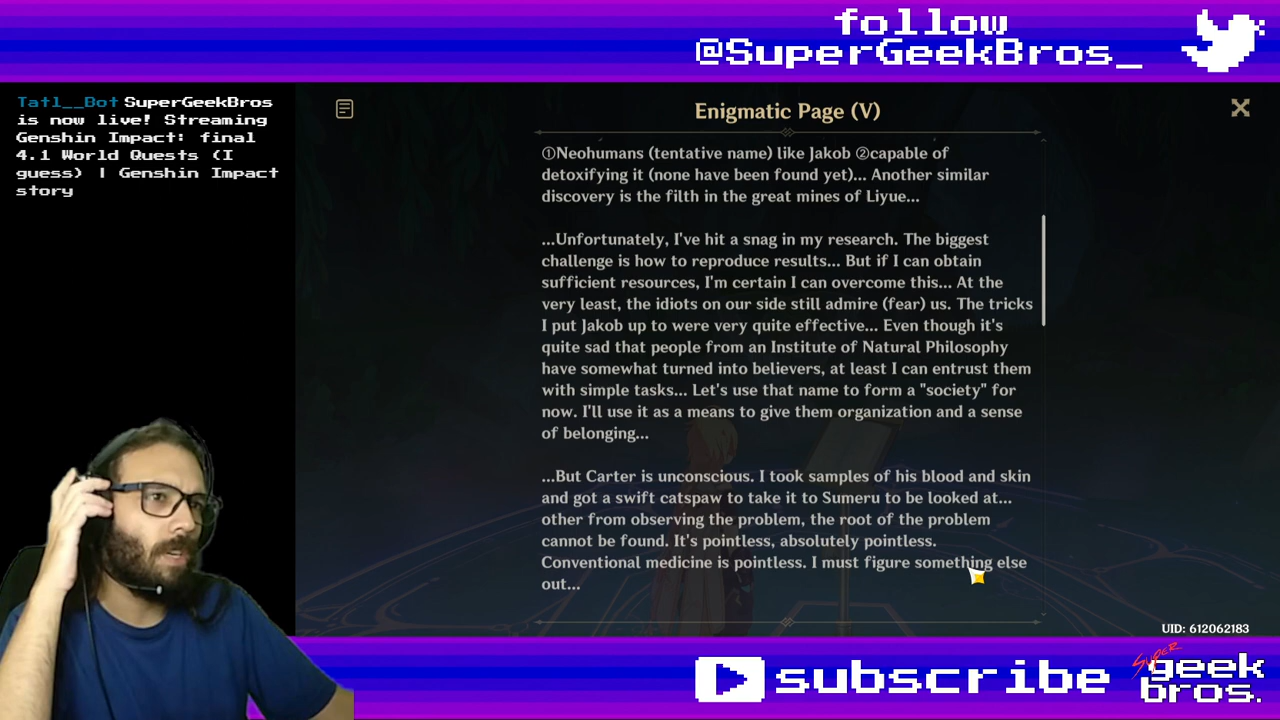 follow
@SuperGeekBros_
Tatl__Bot SuperGeekBros
is now live! Streaming
Genshin Impact: final
4.1 World Quests (I
guess) | Genshin Impact
story
Enigmatic Page (V)
①Neohumans (tentative name) like Jakob ②capable of
detoxifying it (none have been found yet)... Another similar
discovery is the filth in the great mines of Liyue...
...Unfortunately, I've hit a snag in my research. The biggest
challenge is how to reproduce results... But if I can obtain
sufficient resources, I'm certain I can overcome this... At the
very least, the idiots on our side still admire (fear) us. The tricks
I put Jakob up to were very quite effective... Even though it's
quite sad that people from an Institute of Natural Philosophy
have somewhat turned into believers, at least I can entrust them
with simple tasks... Let's use that name to form a "society" for
now. I'll use it as a means to give them organization and a sense
of belonging...
...But Carter is unconscious. I took samples of his blood and skin
and got a swift catspaw to take it to Sumeru to be looked at...
other from observing the problem, the root of the problem
cannot be found. It's pointless, absolutely pointless.
Conventional medicine is pointless. I must figure something else
out...
UID: 612062183
subscribe
SUPER
geek
bros.